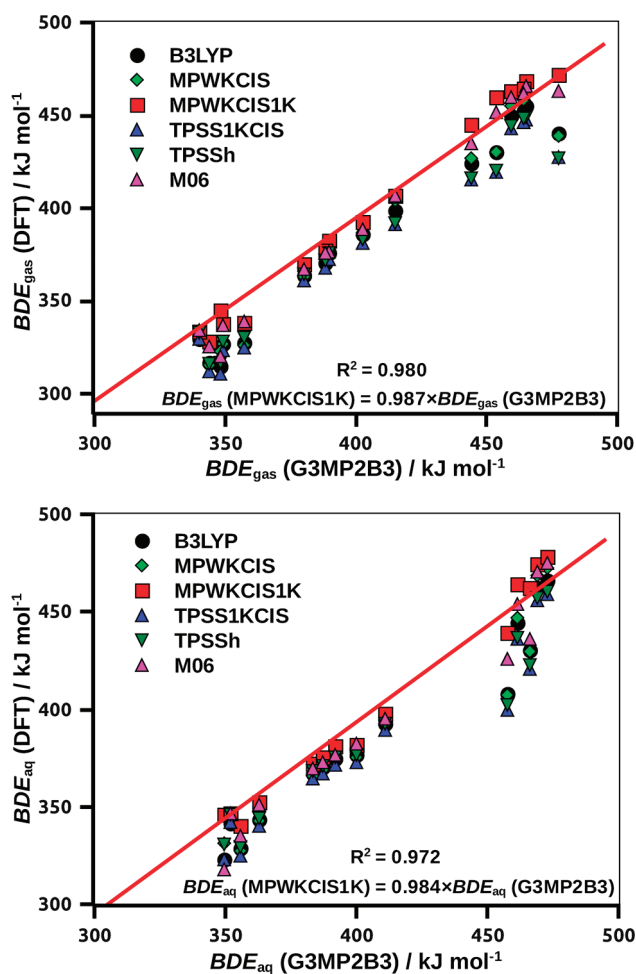 500
450
400
350
300
BDEgas (DFT) / kJ mol-1
B3LYP
MPWKCIS
MPWKCIS1K
TPSS1KCIS
TPSSh
M06
R2 = 0.980
BDEgas (MPWKCIS1K) = 0.987×BDEgas (G3MP2B3)
300 350 400 450 500
BDEgas (G3MP2B3) / kJ mol-1
500
450
400
350
300
BDEaq (DFT) / kJ mol-1
B3LYP
MPWKCIS
MPWKCIS1K
TPSS1KCIS
TPSSh
M06
R2 = 0.972
BDEaq (MPWKCIS1K) = 0.984×BDEaq (G3MP2B3)
300 350 400 450 500
BDEaq (G3MP2B3) / kJ mol-1